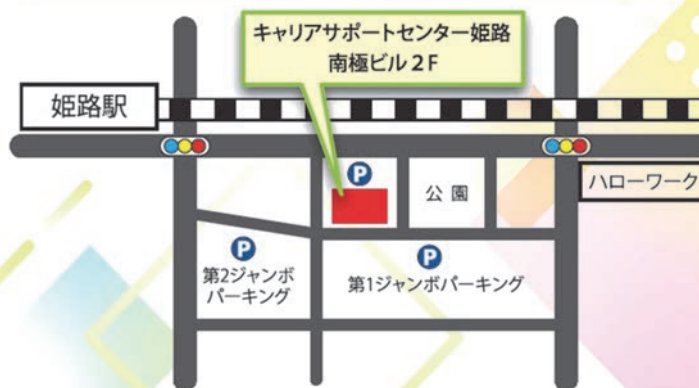 キャリアサポートセンター姫路
南極ビル2F
姫路駅
P
公園
ハローワーク
P
第2ジャンボ
パーキング
P
第1ジャンボパーキング